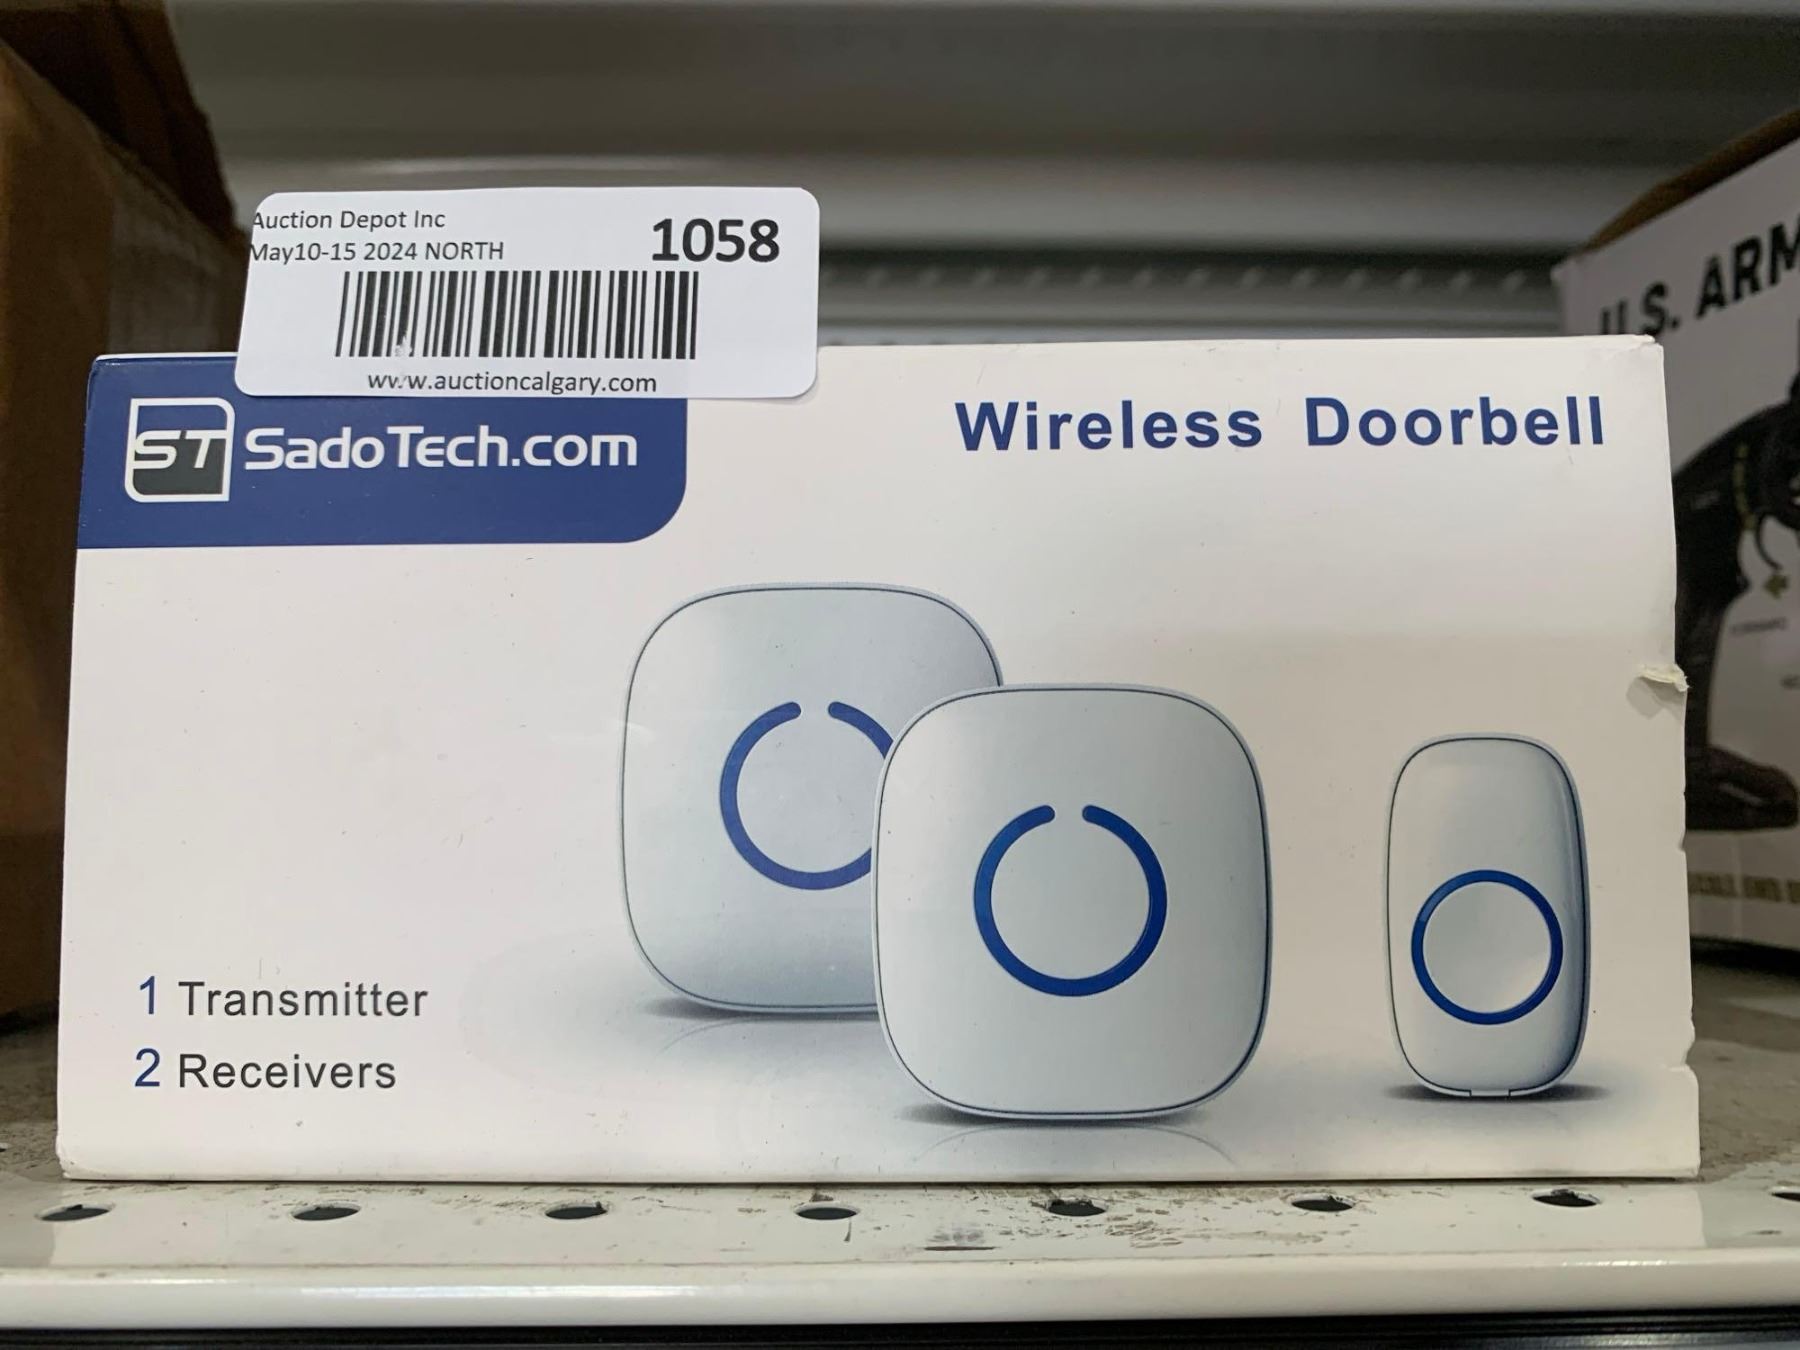 Auction Depot Inc
May10-15 2024 NORTH
1058
www.auctioncalgary.com
ST SadoTech.com
Wireless Doorbell
1 Transmitter
2 Receivers
U.S. ARM